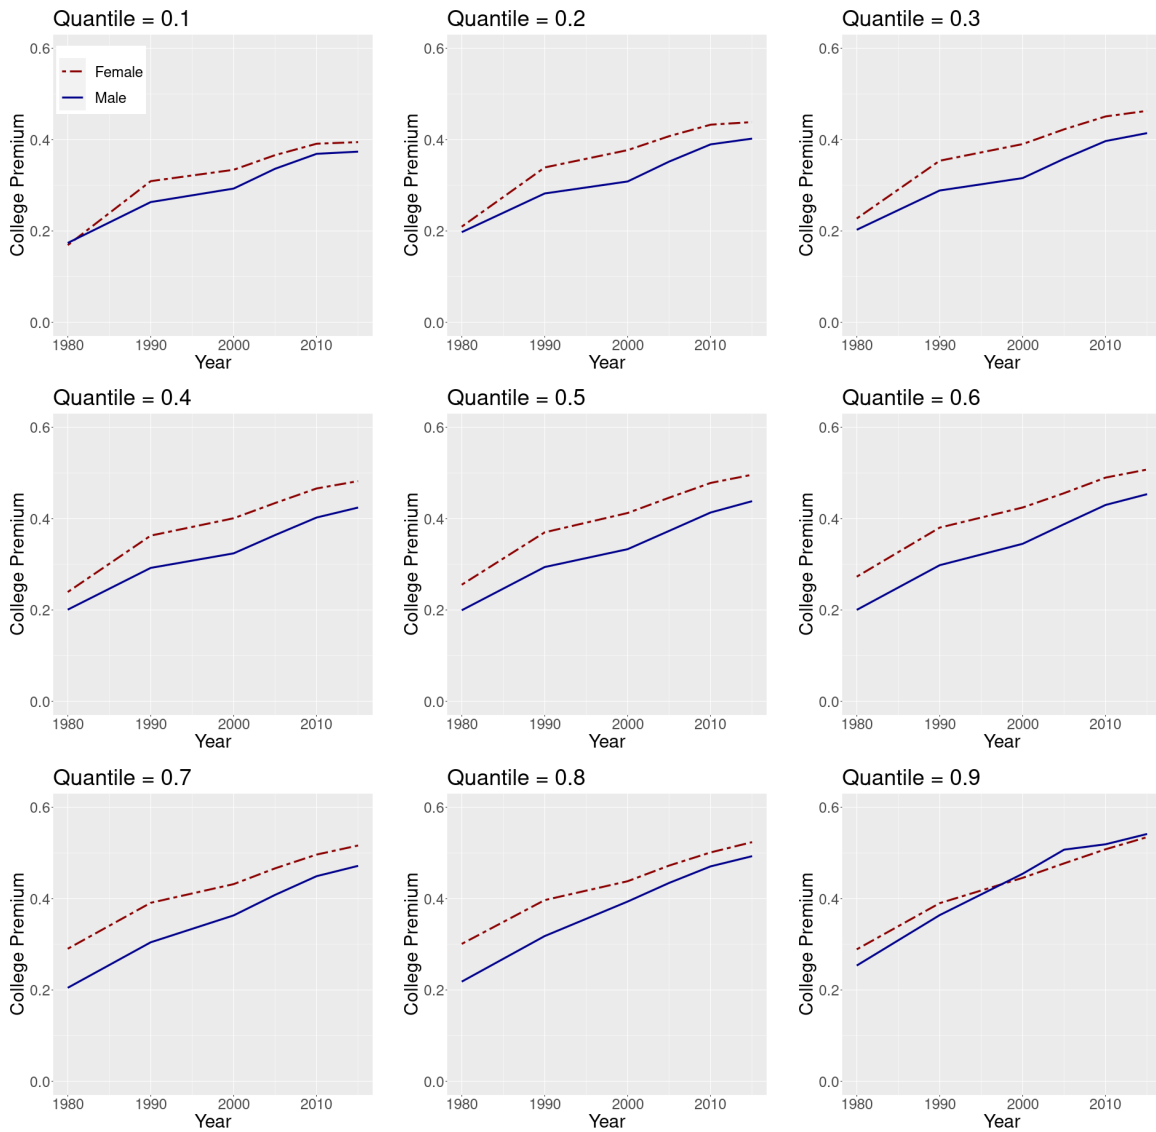 Quantile = 0.1
Quantile = 0.2
Quantile = 0.3
0.6
0.4
0.2
0.0
College Premium
Female
Male
1980
1990
2000
2010
Year
0.6
0.4
0.2
0.0
College Premium
1980
1990
2000
2010
Year
0.6
0.4
0.2
0.0
College Premium
1980
1990
2000
2010
Year
Quantile = 0.4
Quantile = 0.5
Quantile = 0.6
0.6
0.4
0.2
0.0
College Premium
1980
1990
2000
2010
Year
0.6
0.4
0.2
0.0
College Premium
1980
1990
2000
2010
Year
0.6
0.4
0.2
0.0
College Premium
1980
1990
2000
2010
Year
Quantile = 0.7
Quantile = 0.8
Quantile = 0.9
0.6
0.4
0.2
0.0
College Premium
1980
1990
2000
2010
Year
0.6
0.4
0.2
0.0
College Premium
1980
1990
2000
2010
Year
0.6
0.4
0.2
0.0
College Premium
1980
1990
2000
2010
Year